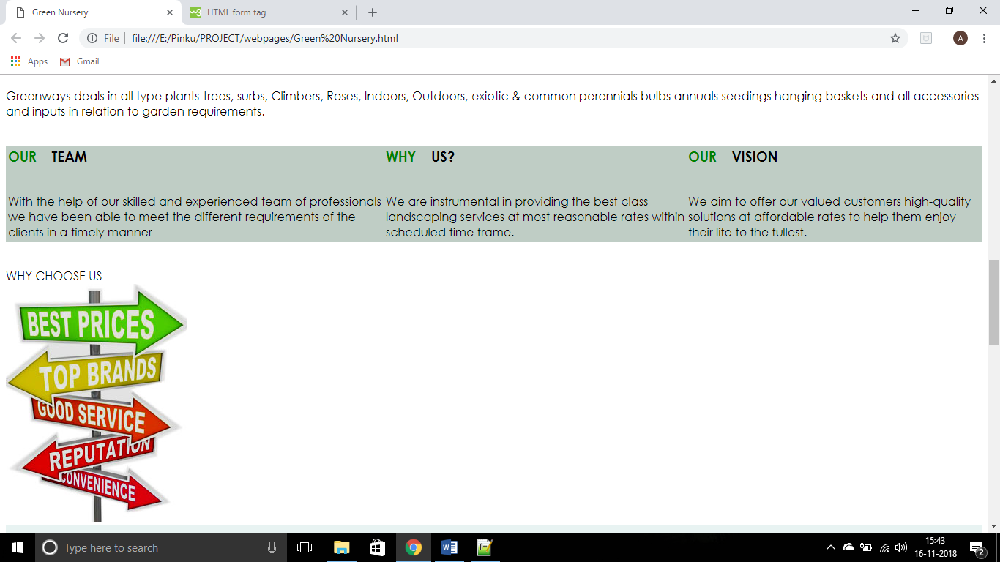 Green Nursery
HTML form tag
File
file:///E:/Pinku/PROJECT/webpages/Green%20Nursery.html
A
Apps
Gmail
Greenways deals in all type plants-trees, surbs, Climbers, Roses, Indoors, Outdoors, exiotic & common perennials bulbs annuals seedings hanging baskets and all accessories
and inputs in relation to garden requirements.
OUR TEAM
With the help of our skilled and experienced team of professionals
we have been able to meet the different requirements of the
clients in a timely manner
WHY US?
We are instrumental in providing the best class
landscaping services at most reasonable rates within
scheduled time frame.
OUR VISION
We aim to offer our valued customers high-quality
solutions at affordable rates to help them enjoy
their life to the fullest.
WHY CHOOSE US
BEST PRICES
TOP BRANDS
GOOD SERVICE
REPUTATION
CONVENIENCE
Type here to search
15:43
16-11-2018
2